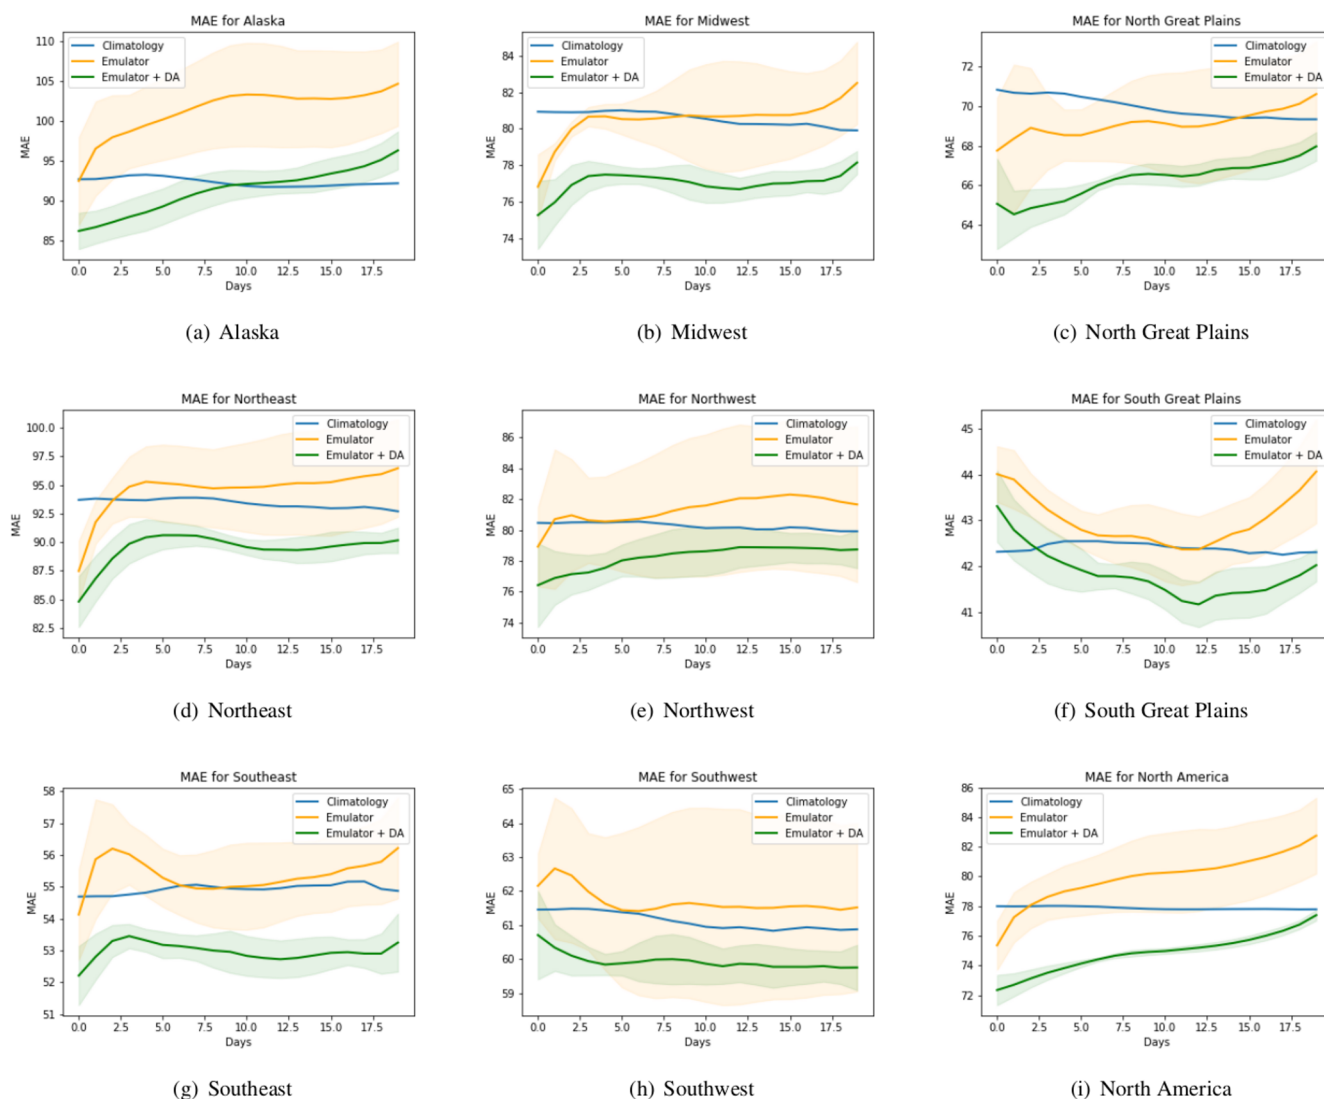 MAE for Alaska
Climatology
Emulator
Emulator + DA
110
105
100
95
90
85
MAE
0.0 2.5 5.0 7.5 10.0 12.5 15.0 17.5
Days
(a) Alaska
MAE for Midwest
Climatology
Emulator
Emulator + DA
84
82
80
78
76
74
MAE
0.0 2.5 5.0 7.5 10.0 12.5 15.0 17.5
Days
(b) Midwest
MAE for North Great Plains
Climatology
Emulator
Emulator + DA
72
70
68
66
64
MAE
0.0 2.5 5.0 7.5 10.0 12.5 15.0 17.5
Days
(c) North Great Plains
MAE for Northeast
Climatology
Emulator
Emulator + DA
100.0
97.5
95.0
92.5
90.0
87.5
85.0
82.5
MAE
0.0 2.5 5.0 7.5 10.0 12.5 15.0 17.5
Days
(d) Northeast
MAE for Northwest
Climatology
Emulator
Emulator + DA
86
84
82
80
78
76
74
MAE
0.0 2.5 5.0 7.5 10.0 12.5 15.0 17.5
Days
(e) Northwest
MAE for South Great Plains
Climatology
Emulator
Emulator + DA
45
44
43
42
41
MAE
0.0 2.5 5.0 7.5 10.0 12.5 15.0 17.5
Days
(f) South Great Plains
MAE for Southeast
Climatology
Emulator
Emulator + DA
58
57
56
55
54
53
52
51
MAE
0.0 2.5 5.0 7.5 10.0 12.5 15.0 17.5
Days
(g) Southeast
MAE for Southwest
Climatology
Emulator
Emulator + DA
65
64
63
62
61
60
59
MAE
0.0 2.5 5.0 7.5 10.0 12.5 15.0 17.5
Days
(h) Southwest
MAE for North America
Climatology
Emulator
Emulator + DA
86
84
82
80
78
76
74
72
MAE
0.0 2.5 5.0 7.5 10.0 12.5 15.0 17.5
Days
(i) North America